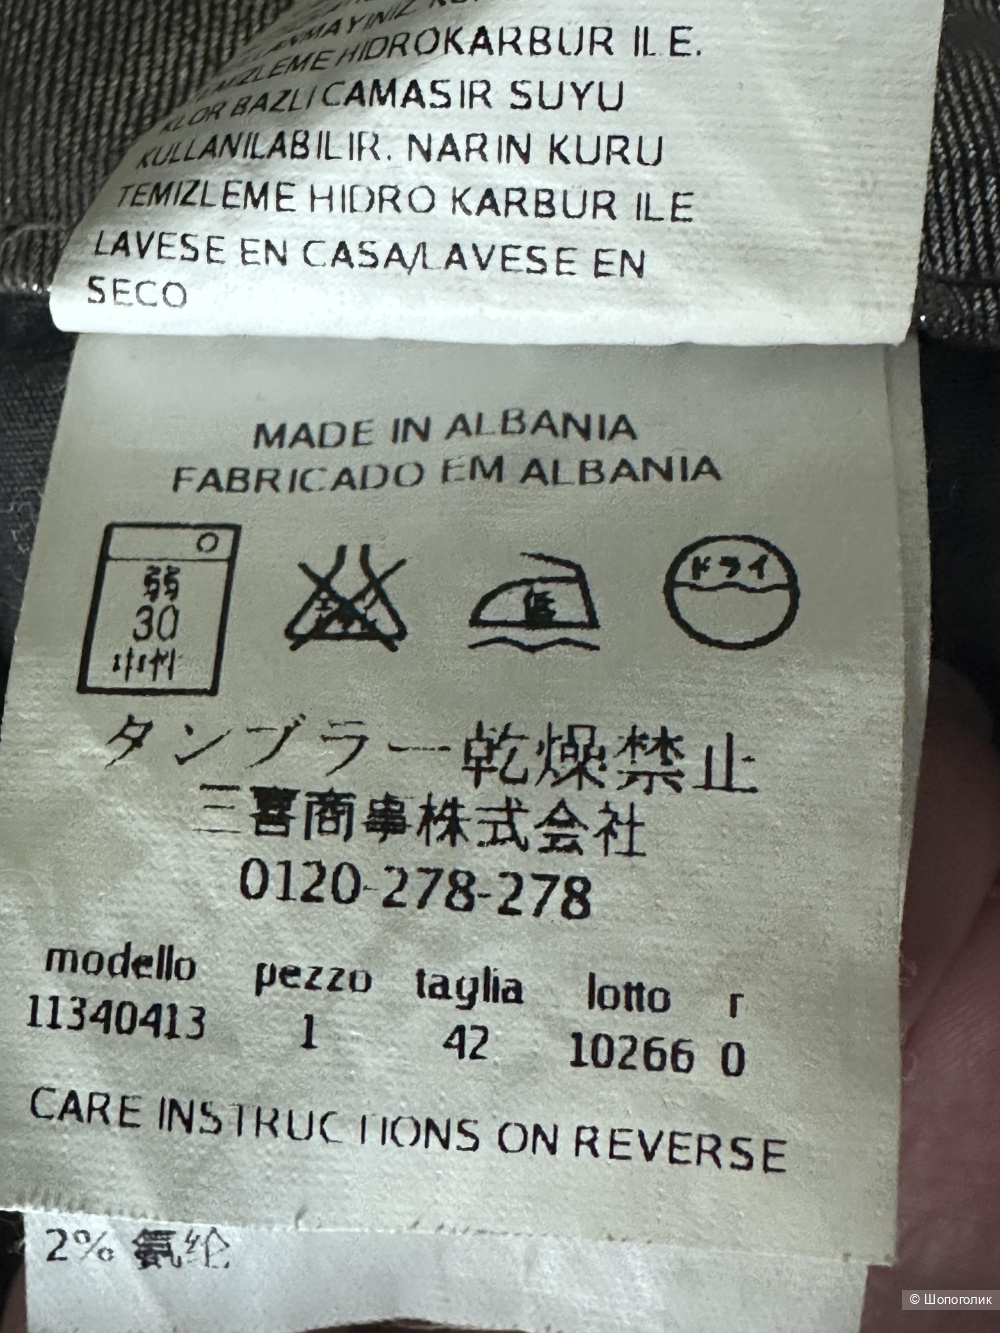 LANMAYINIZ
MIZLEME HIDROKARBUR ILE.
KLOR BAZLI CAMASIR SUYU
KULLANILABILIR. NARIN KURU
TEMIZLEME HIDRO KARBUR ILE
LAVESE EN CASA/LAVESE EN
SECO
MADE IN ALBANIA
FABRICADO EM ALBANIA
弱
30
中性
低
ドライ
タンブラー乾燥禁止
三喜商事株式会社
0120-278-278
modello pezzo taglia lotto r
11340413 1 42 10266 0
CARE INSTRUCTIONS ON REVERSE
2% 氨纶
© Шопоголик